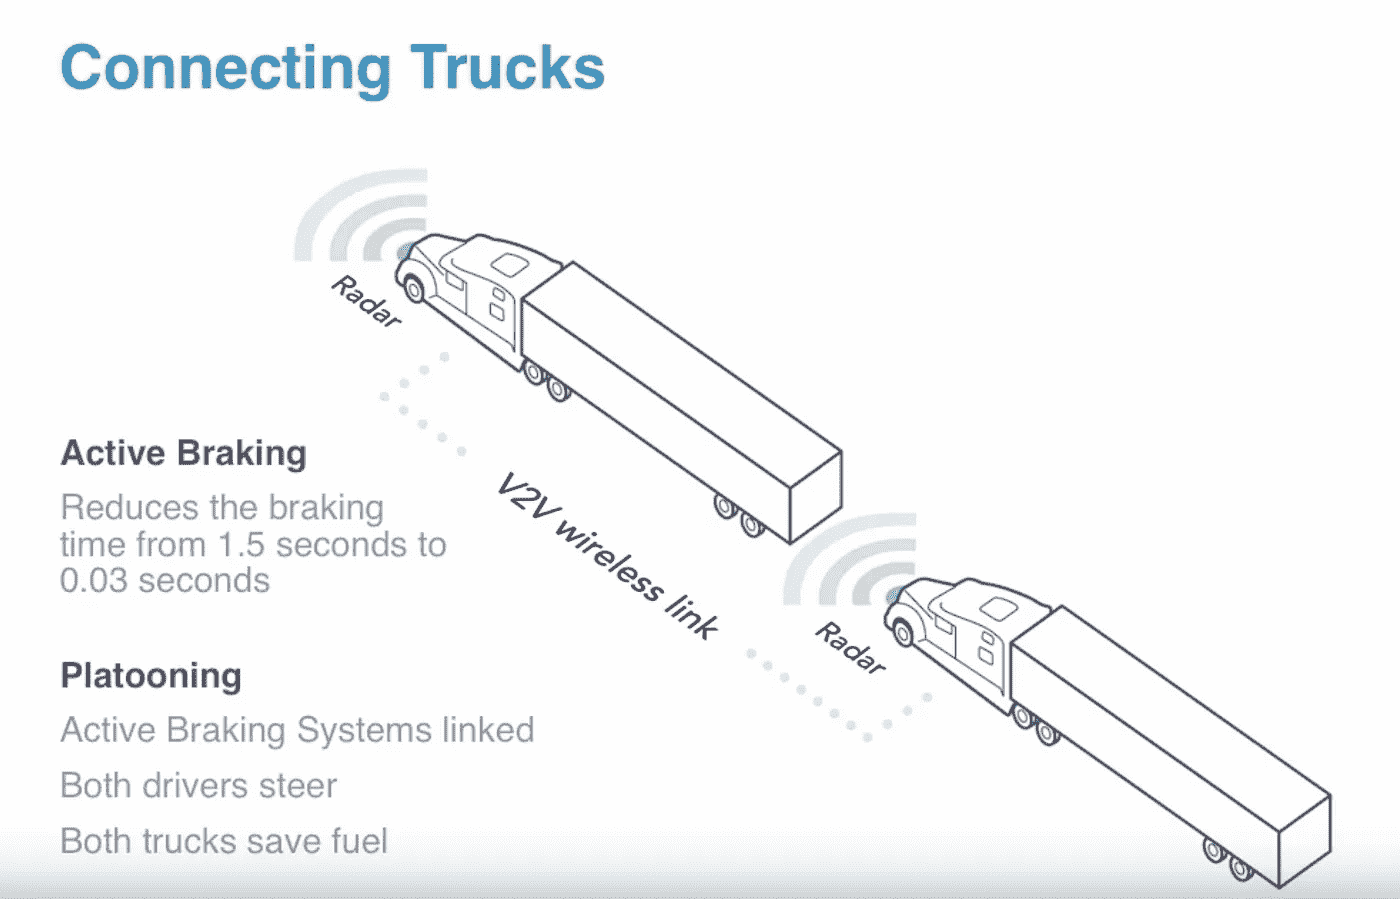 Connecting Trucks
Radar
Active Braking
Reduces the braking
time from 1.5 seconds to
0.03 seconds
V2V wireless link
Radar
Platooning
Active Braking Systems linked
Both drivers steer
Both trucks save fuel